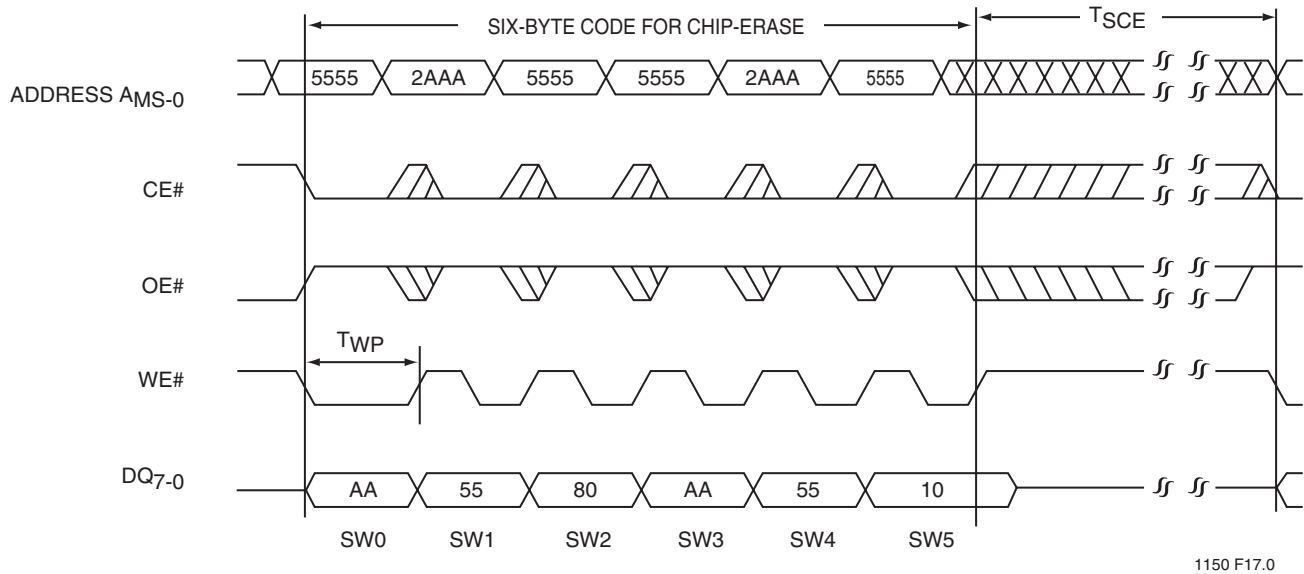 SIX-BYTE CODE FOR CHIP-ERASE
TSCE
ADDRESS AMS-0
5555 2AAA 5555 5555 2AAA 5555
CE#
OE#
TWP
WE#
DQ7-0
AA 55 80 AA 55 10
SW0 SW1 SW2 SW3 SW4 SW5
1150 F17.0